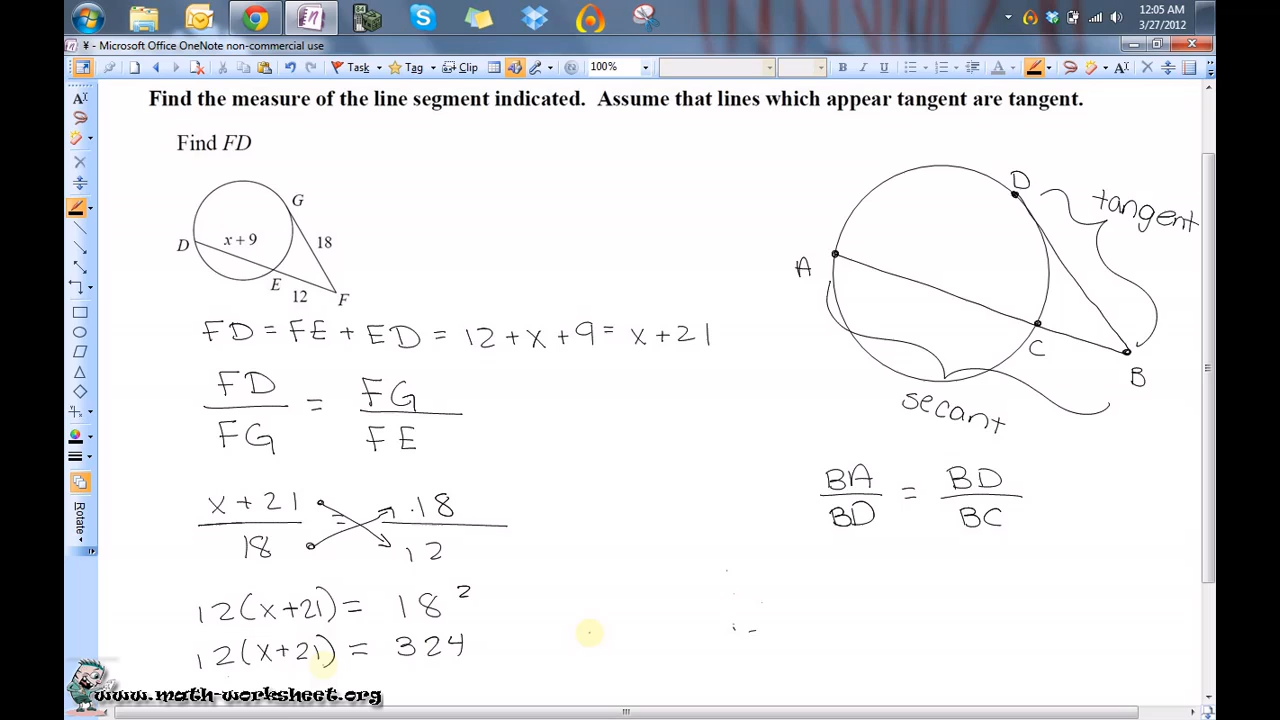 12:05 AM
3/27/2012
¥ - Microsoft Office OneNote non-commercial use
Task Tag Clip 100% B I U
Find the measure of the line segment indicated. Assume that lines which appear tangent are tangent.
Find FD
G
D
x + 9
18
E
12
F
FD = FE + ED = 12 + x + 9 = x + 21
FD = FG
FG FE
x + 21 = 18
18 12
12(x+21) = 18²
12(x+21) = 324
D
tangent
A
C
B
secant
BA = BD
BD BC
Rotate
www.math-worksheet.org